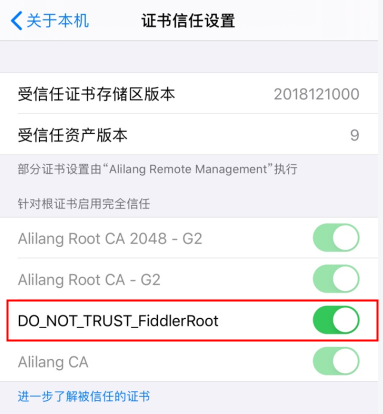 关于本机
证书信任设置
受信任证书存储区版本 2018121000
受信任资产版本 9
部分证书设置由“Alilang Remote Management”执行
针对根证书启用完全信任
Alilang Root CA 2048 - G2
Alilang Root CA - G2
DO_NOT_TRUST_FiddlerRoot
Alilang CA
进一步了解被信任的证书